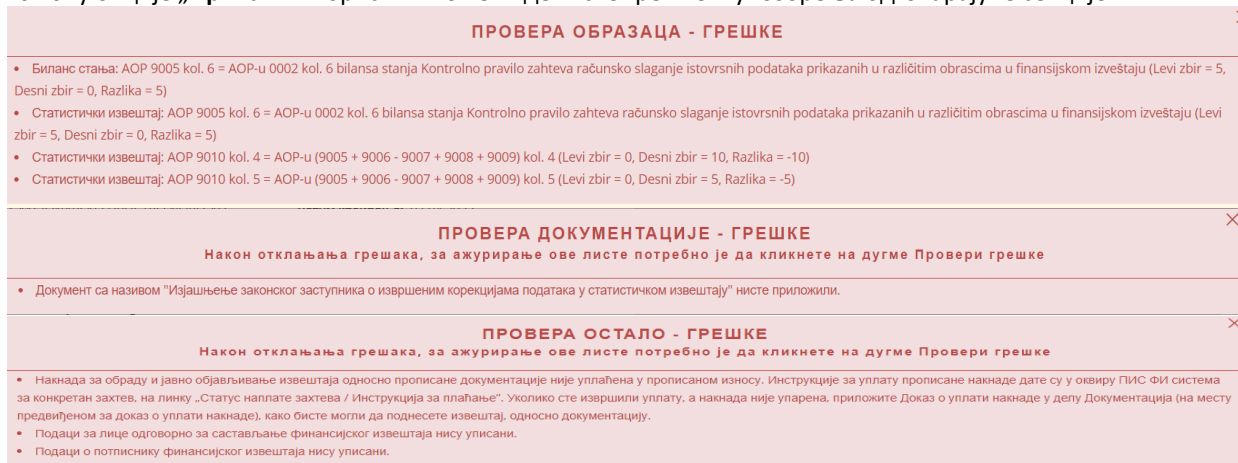 ПРОВЕРА ОБРАЗАЦА - ГРЕШКЕ
• Биланс стања: AOP 9005 kol. 6 = AOP-u 0002 kol. 6 bilansa stanja Kontrolno pravilo zahteva računsko slaganje istovrsnih podataka prikazanih u različitim obrascima u finansijskom izveštaju (Levi zbir = 5,
Desni zbir = 0, Razlika = 5)
• Статистички извештај: AOP 9005 kol. 6 = AOP-u 0002 kol. 6 bilansa stanja Kontrolno pravilo zahteva računsko slaganje istovrsnih podataka prikazanih u različitim obrascima u finansijskom izveštaju (Levi
zbir = 5, Desni zbir = 0, Razlika = 5)
• Статистички извештај: AOP 9010 kol. 4 = AOP-u (9005 + 9006 - 9007 + 9008 + 9009) kol. 4 (Levi zbir = 0, Desni zbir = 10, Razlika = -10)
• Статистички извештај: AOP 9010 kol. 5 = AOP-u (9005 + 9006 - 9007 + 9008 + 9009) kol. 5 (Levi zbir = 0, Desni zbir = 5, Razlika = -5)
ПРОВЕРА ДОКУМЕНТАЦИЈЕ - ГРЕШКЕ
Након отклањања грешака, за ажурирање ове листе потребно је да кликнете на дугме Провери грешке
• Документ са називом "Изјашњење законског заступника о извршеним корекцијама података у статистичком извештају" нисте приложили.
ПРОВЕРА ОСТАЛО - ГРЕШКЕ
Након отклањања грешака, за ажурирање ове листе потребно је да кликнете на дугме Провери грешке
• Накнада за обраду и јавно објављивање извештаја односно прописане документације није уплаћена у прописаном износу. Инструкције за уплату прописане накнаде дате су у оквиру ПИС ФИ система
за конкретан захтев, на линку „Статус наплате захтева / Инструкција за плаћање". Уколико сте извршили уплату, а накнада није упарена, приложите Доказ о уплати накнаде у делу Документација (на месту
предвиђеном за доказ о уплати накнаде), како бисте могли да поднесете извештај, односно документацију.
• Подаци за лице одговорно за састављање финансијског извештаја нису уписани.
• Подаци о потписнику финансијског извештаја нису уписани.